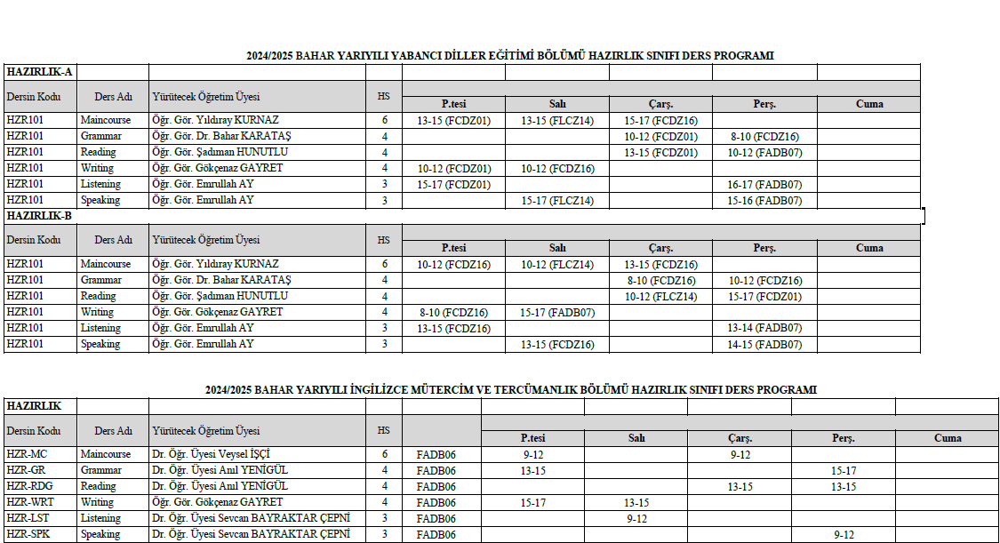 2024/2025 BAHAR YARIYILI YABANCI DİLLER EĞİTİMİ BÖLÜMÜ HAZIRLIK SINIFI DERS PROGRAMI
HAZIRLIK-A
Dersin Kodu Ders Adı Yürütecek Öğretim Üyesi HS
P.tesi Salı Çarş. Perş. Cuma
HZR101 Maincourse Öğr. Gör. Yıldıray KURNAZ 6 13-15 (FCDZ01) 13-15 (FLCZ14) 15-17 (FCDZ16)
HZR101 Grammar Öğr. Gör. Dr. Bahar KARATAŞ 4 10-12 (FCDZ01) 8-10 (FCDZ16)
HZR101 Reading Öğr. Gör. Şadıman HUNUTLU 4 13-15 (FCDZ01) 10-12 (FADB07)
HZR101 Writing Öğr. Gör. Gökçenaz GAYRET 4 10-12 (FCDZ01) 10-12 (FCDZ16)
HZR101 Listening Öğr. Gör. Emrullah AY 3 15-17 (FCDZ01) 16-17 (FADB07)
HZR101 Speaking Öğr. Gör. Emrullah AY 3 15-17 (FLCZ14) 15-16 (FADB07)
HAZIRLIK-B
Dersin Kodu Ders Adı Yürütecek Öğretim Üyesi HS
P.tesi Salı Çarş. Perş. Cuma
HZR101 Maincourse Öğr. Gör. Yıldıray KURNAZ 6 10-12 (FCDZ16) 10-12 (FLCZ14) 13-15 (FCDZ16)
HZR101 Grammar Öğr. Gör. Dr. Bahar KARATAŞ 4 8-10 (FCDZ16) 10-12 (FCDZ16)
HZR101 Reading Öğr. Gör. Şadıman HUNUTLU 4 10-12 (FLCZ14) 15-17 (FCDZ01)
HZR101 Writing Öğr. Gör. Gökçenaz GAYRET 4 8-10 (FCDZ16) 15-17 (FADB07)
HZR101 Listening Öğr. Gör. Emrullah AY 3 13-15 (FCDZ16) 13-14 (FADB07)
HZR101 Speaking Öğr. Gör. Emrullah AY 3 13-15 (FCDZ16) 14-15 (FADB07)
2024/2025 BAHAR YARIYILI İNGİLİZCE MÜTERCİM VE TERCÜMANLIK BÖLÜMÜ HAZIRLIK SINIFI DERS PROGRAMI
HAZIRLIK
Dersin Kodu Ders Adı Yürütecek Öğretim Üyesi HS
P.tesi Salı Çarş. Perş. Cuma
HZR-MC Maincourse Dr. Öğr. Üyesi Veysel İŞÇİ 6 FADB06 9-12 9-12
HZR-GR Grammar Dr. Öğr. Üyesi Anıl YENİGÜL 4 FADB06 13-15 15-17
HZR-RDG Reading Dr. Öğr. Üyesi Anıl YENİGÜL 4 FADB06 13-15 13-15
HZR-WRT Writing Öğr. Gör. Gökçenaz GAYRET 4 FADB06 15-17 13-15
HZR-LST Listening Dr. Öğr. Üyesi Sevcan BAYRAKTAR ÇEPNİ 3 FADB06 9-12
HZR-SPK Speaking Dr. Öğr. Üyesi Sevcan BAYRAKTAR ÇEPNİ 3 FADB06 9-12